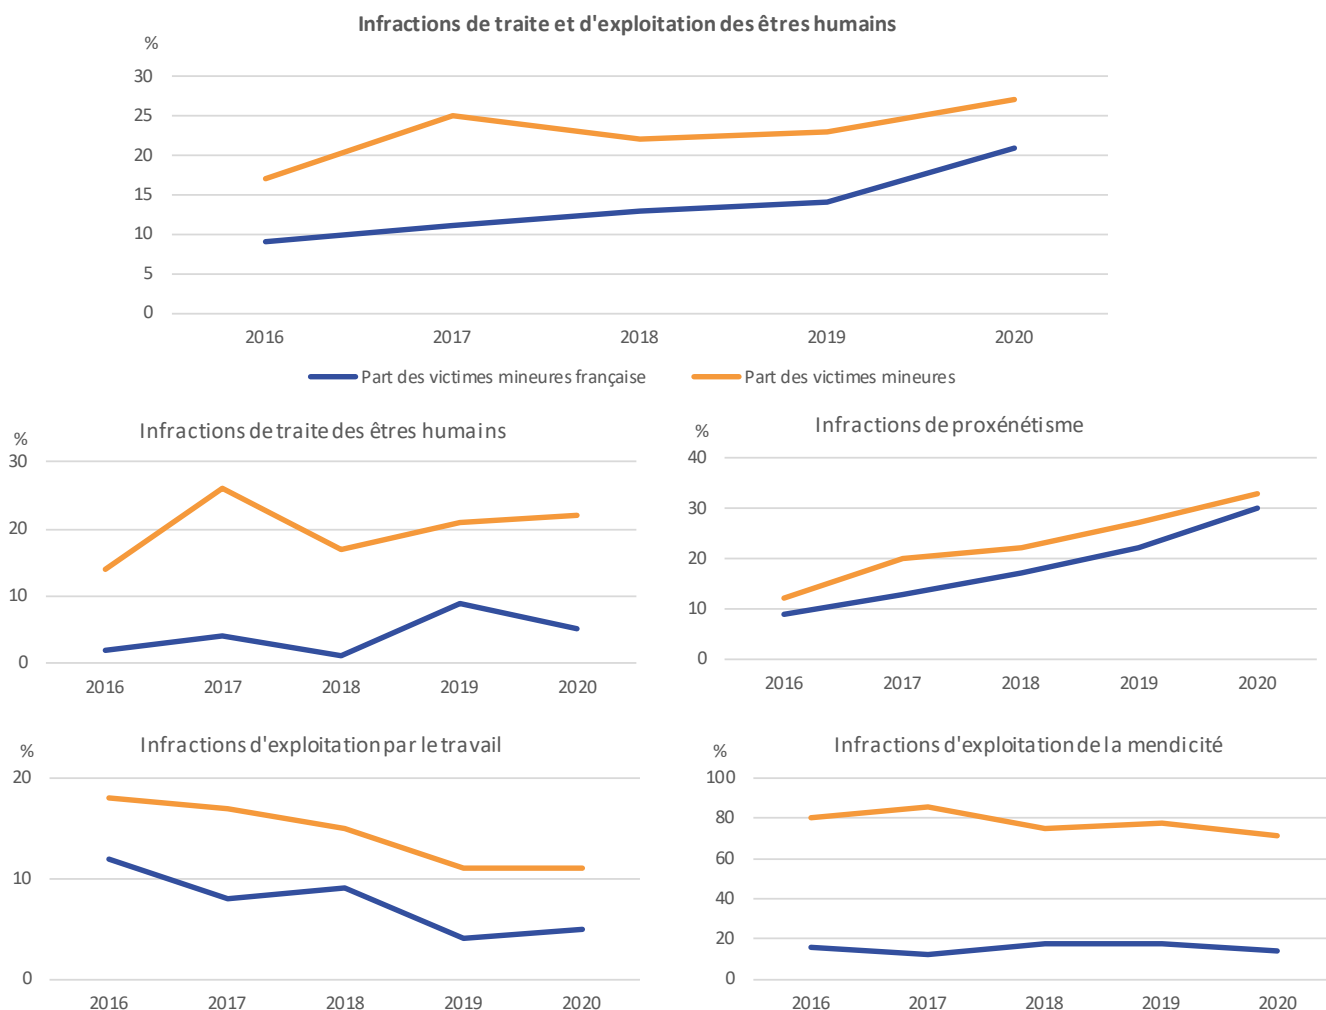 Infractions de traite et d'exploitation des êtres humains
%
30
25
20
15
10
5
0
2016 2017 2018 2019 2020
Part des victimes mineures française Part des victimes mineures
Infractions de traite des êtres humains
%
30
20
10
0
2016 2017 2018 2019 2020
Infractions de proxénétisme
%
40
30
20
10
0
2016 2017 2018 2019 2020
Infractions d'exploitation par le travail
%
20
10
0
2016 2017 2018 2019 2020
Infractions d'exploitation de la mendicité
%
100
80
60
40
20
0
2016 2017 2018 2019 2020